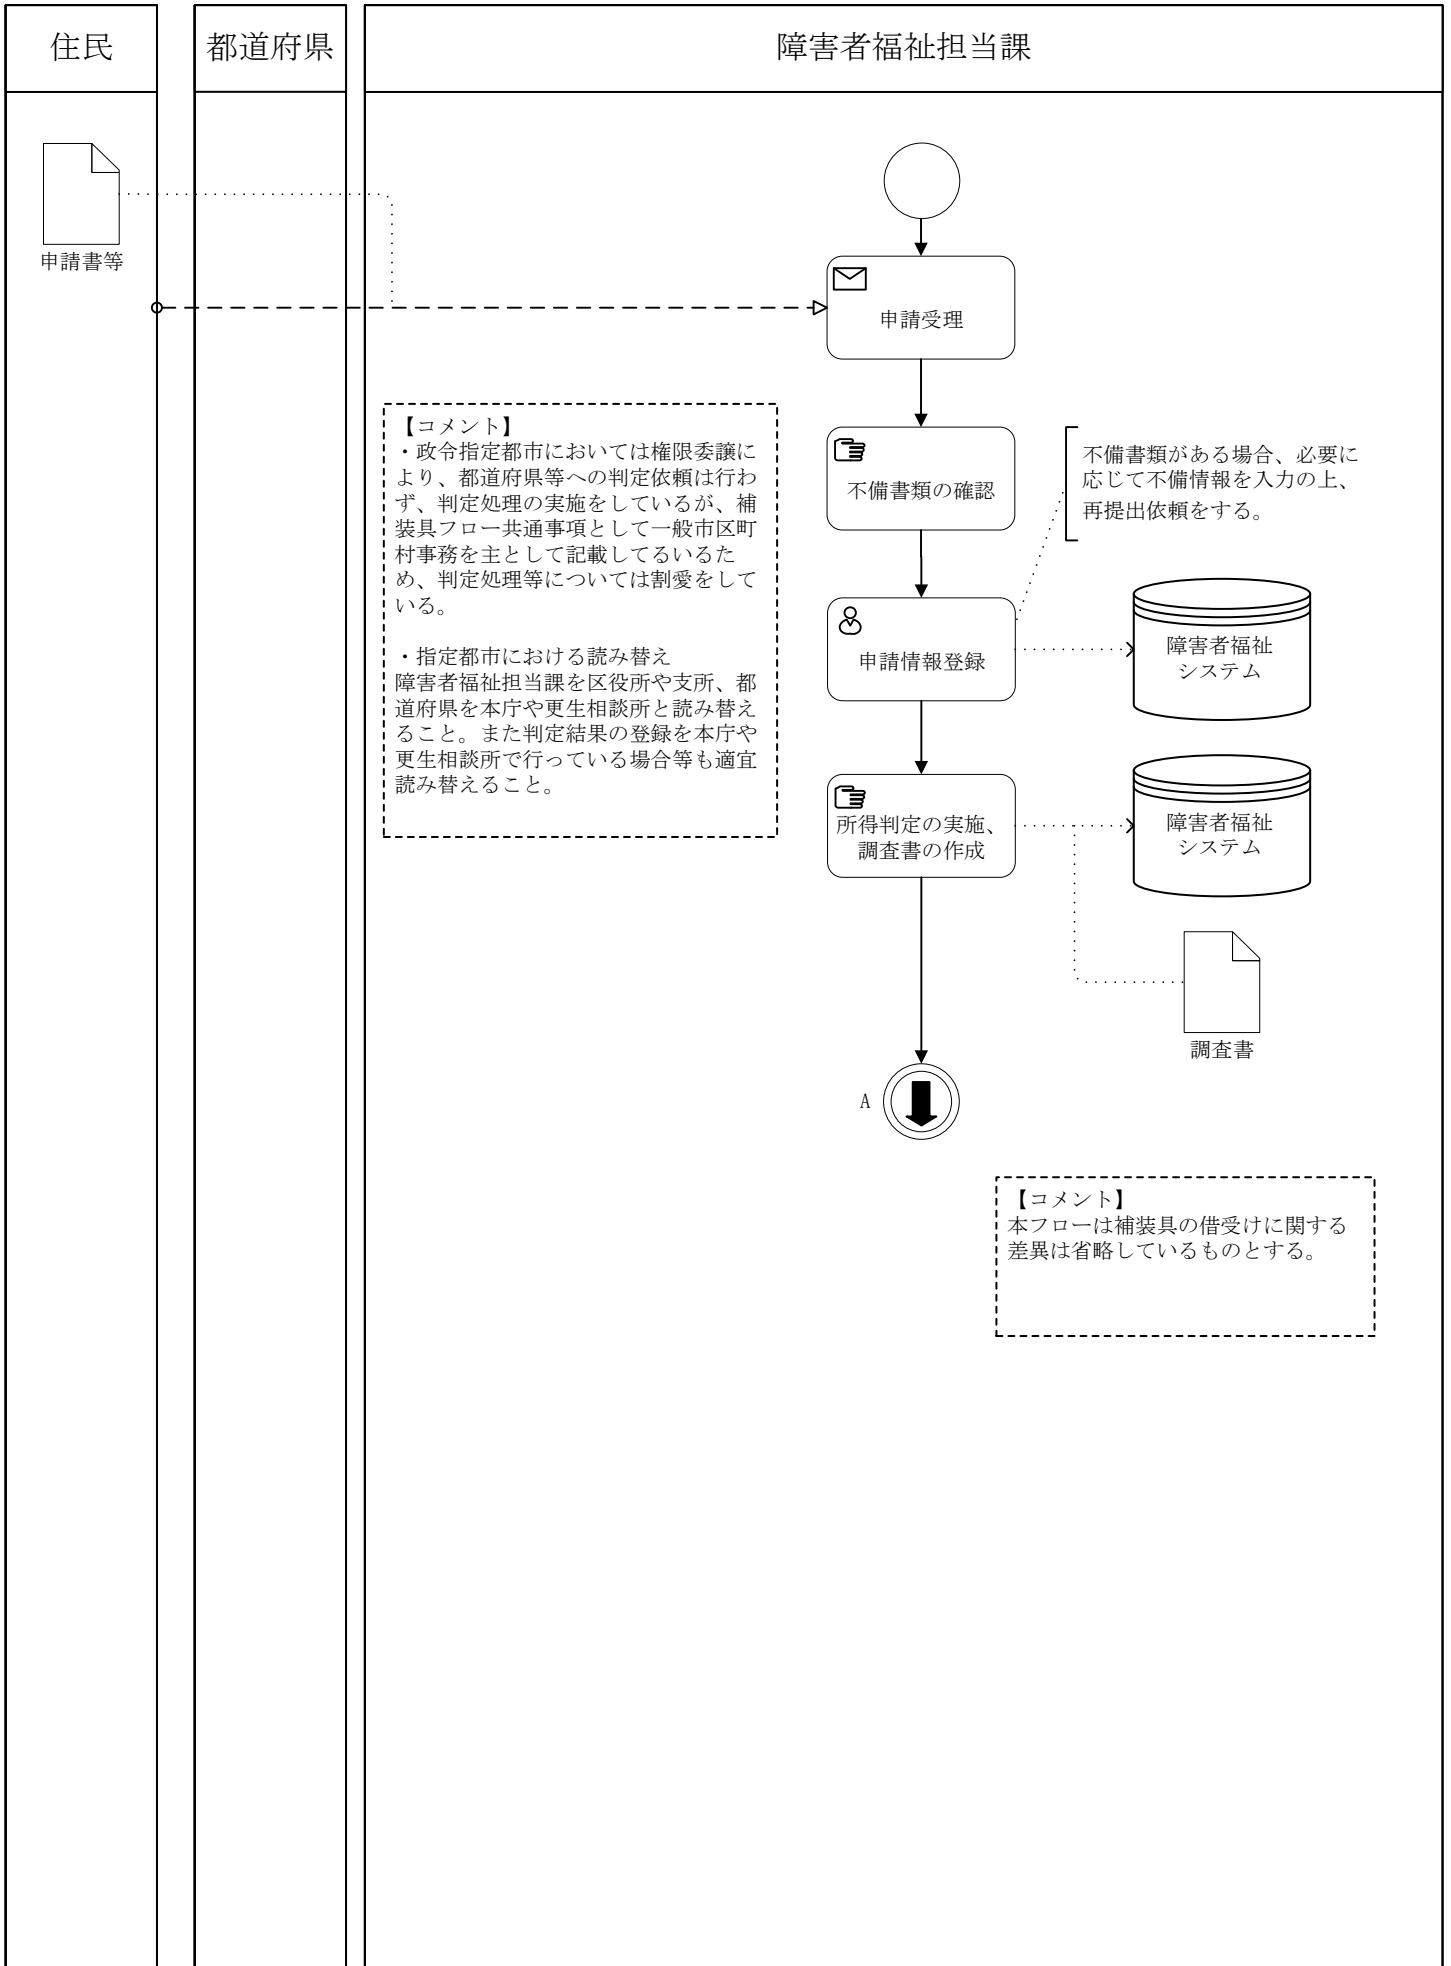 住民
都道府県
障害者福祉担当課
申請書等
申請受理
【コメント】
・政令指定都市においては権限委譲に
より、都道府県等への判定依頼は行わ
ず、判定処理の実施をしているが、補
装具フロー共通事項として一般市区町
村事務を主として記載してるいるた
め、判定処理等については割愛をして
いる。
・指定都市における読み替え
障害者福祉担当課を区役所や支所、都
道府県を本庁や更生相談所と読み替え
ること。また判定結果の登録を本庁や
更生相談所で行っている場合等も適宜
読み替えること。
不備書類の確認
不備書類がある場合、必要に
応じて不備情報を入力の上、
再提出依頼をする。
申請情報登録
障害者福祉
システム
所得判定の実施、
調査書の作成
障害者福祉
システム
調査書
A
【コメント】
本フローは補装具の借受けに関する
差異は省略しているものとする。